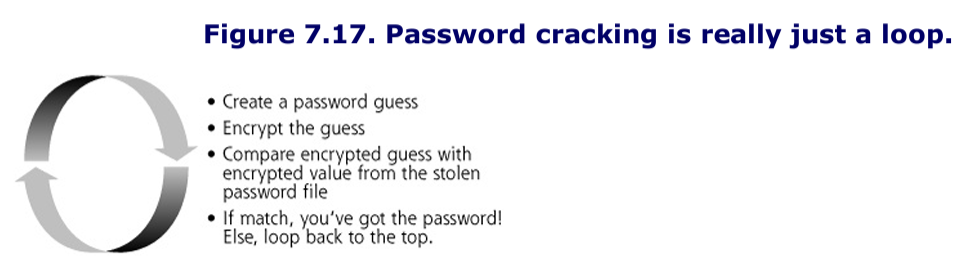 Figure 7.17. Password cracking is really just a loop.
• Create a password guess
• Encrypt the guess
• Compare encrypted guess with
encrypted value from the stolen
password file
• If match, you've got the password!
Else, loop back to the top.